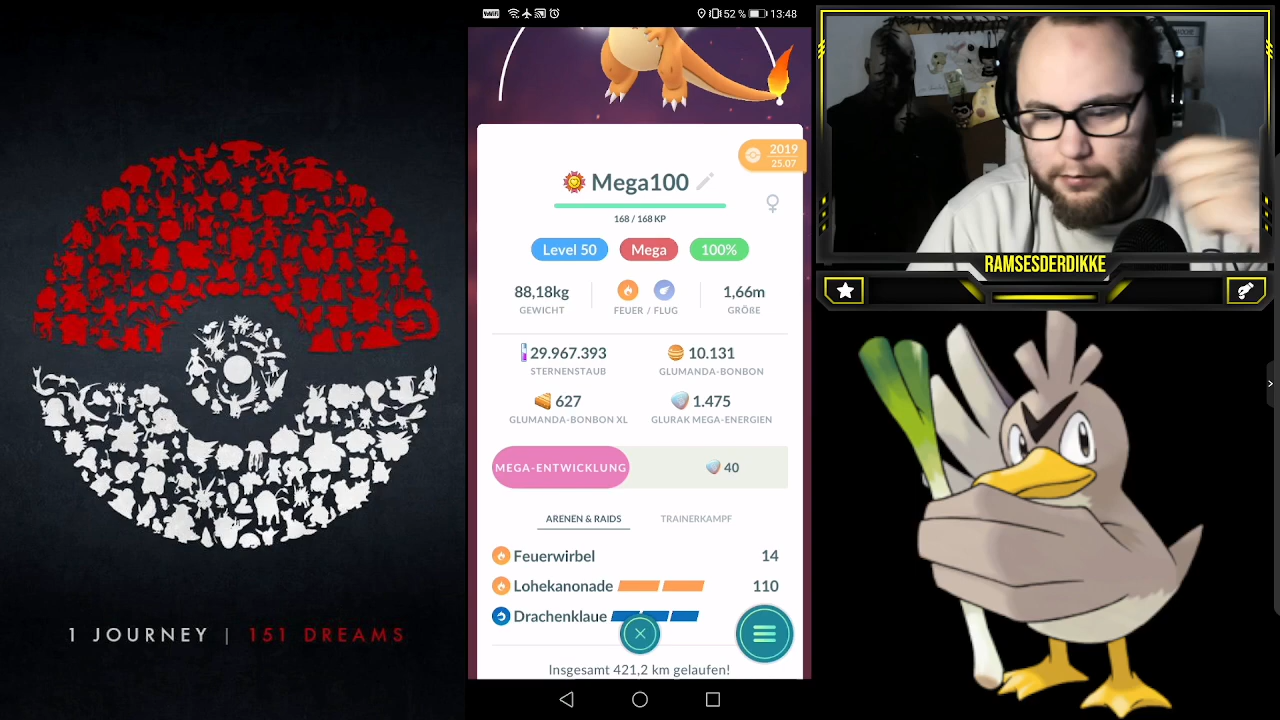 1 JOURNEY | 151 DREAMS
52 % 13:48
2019
25.07
Mega100
168 / 168 KP
Level 50 Mega 100%
88,18kg 1,66m
GEWICHT FEUER / FLUG GRÖßE
29.967.393 10.131
STERNENSTAUB GLUMANDA-BONBON
627 1.475
GLUMANDA-BONBON XL GLURAK MEGA-ENERGIEN
MEGA-ENTWICKLUNG 40
ARENEN & RAIDS TRAINERKAMPF
Feuerwirbel 14
Lohekanonade 110
Drachenklaue
Insgesamt 421,2 km gelaufen!
RAMSESDERDIKKE